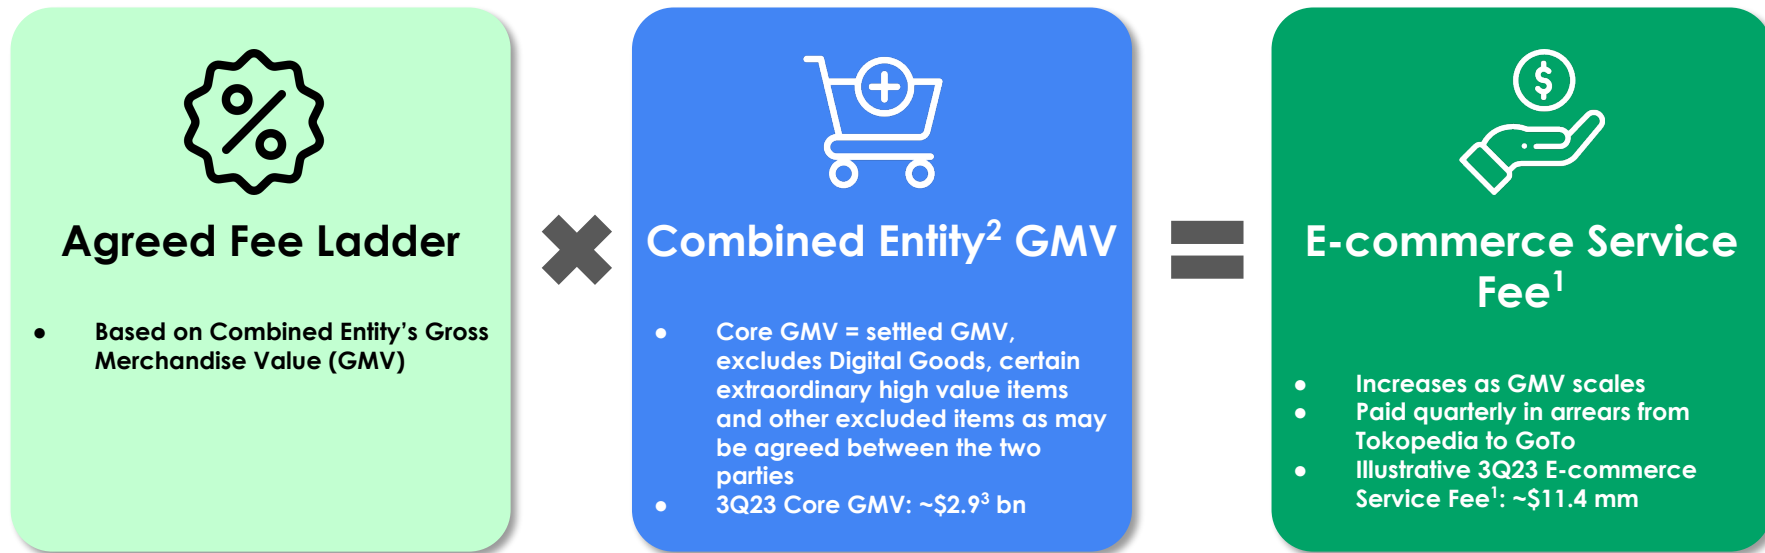 Agreed Fee Ladder
● Based on Combined Entity's Gross
Merchandise Value (GMV)
Combined Entity² GMV
● Core GMV = settled GMV,
excludes Digital Goods, certain
extraordinary high value items
and other excluded items as may
be agreed between the two
parties
● 3Q23 Core GMV: ~$2.9³ bn
$
E-commerce Service
Fee¹
● Increases as GMV scales
● Paid quarterly in arrears from
Tokopedia to GoTo
● Illustrative 3Q23 E-commerce
Service Fee¹: ~$11.4 mm